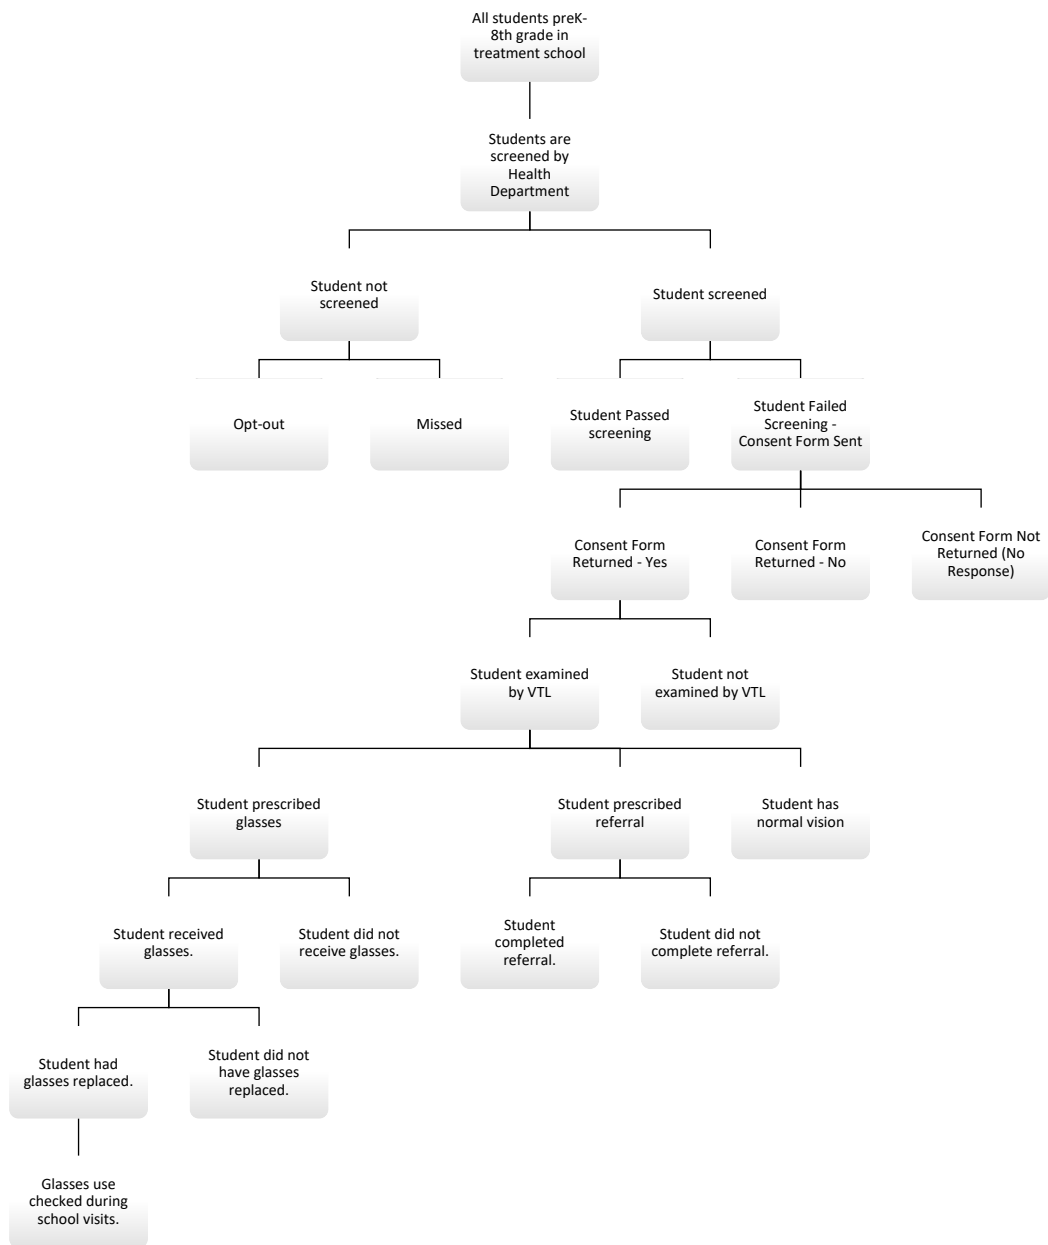 All students preK-
8th grade in
treatment school
Students are
screened by
Health
Department
Student not
screened
Student screened
Opt-out
Missed
Student Passed
screening
Student Failed
Screening -
Consent Form Sent
Consent Form
Returned - Yes
Consent Form
Returned - No
Consent Form Not
Returned (No
Response)
Student examined
by VTL
Student not
examined by VTL
Student prescribed
glasses
Student prescribed
referral
Student has
normal vision
Student received
glasses.
Student did not
receive glasses.
Student
completed
referral.
Student did not
complete referral.
Student had
glasses replaced.
Student did not
have glasses
replaced.
Glasses use
checked during
school visits.